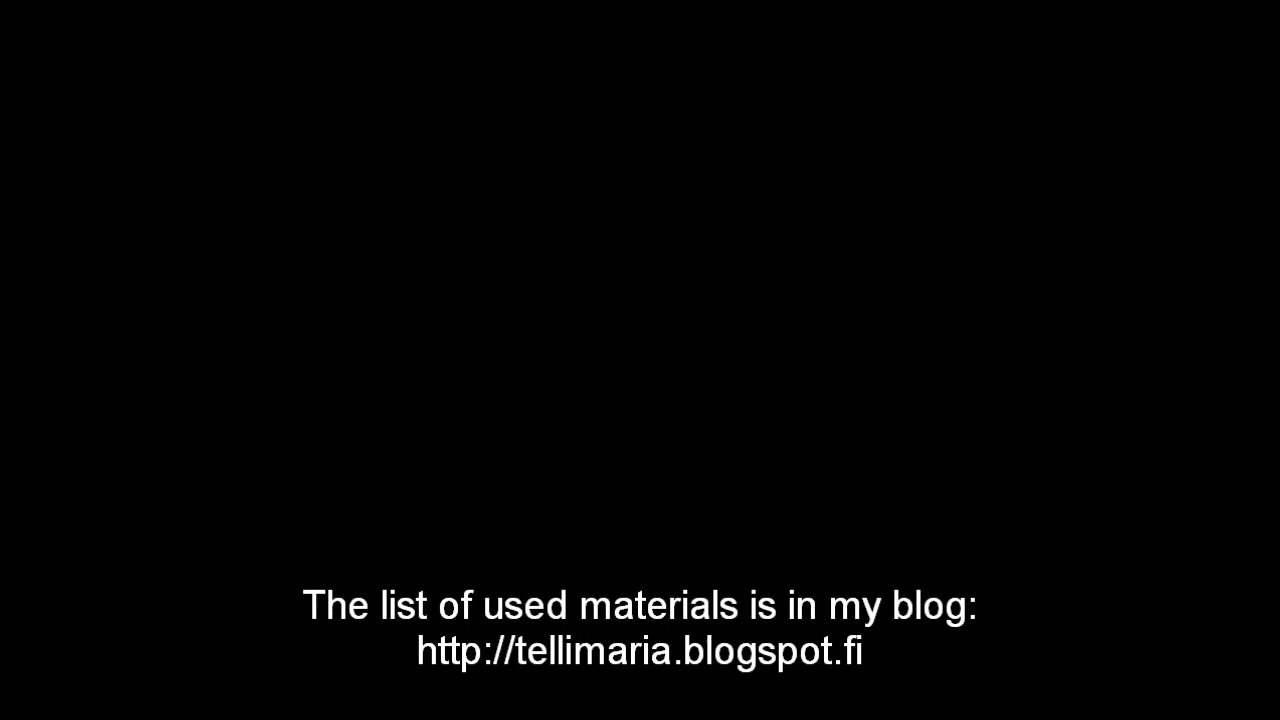 The list of used materials is in my blog:
http://tellimaria.blogspot.fi